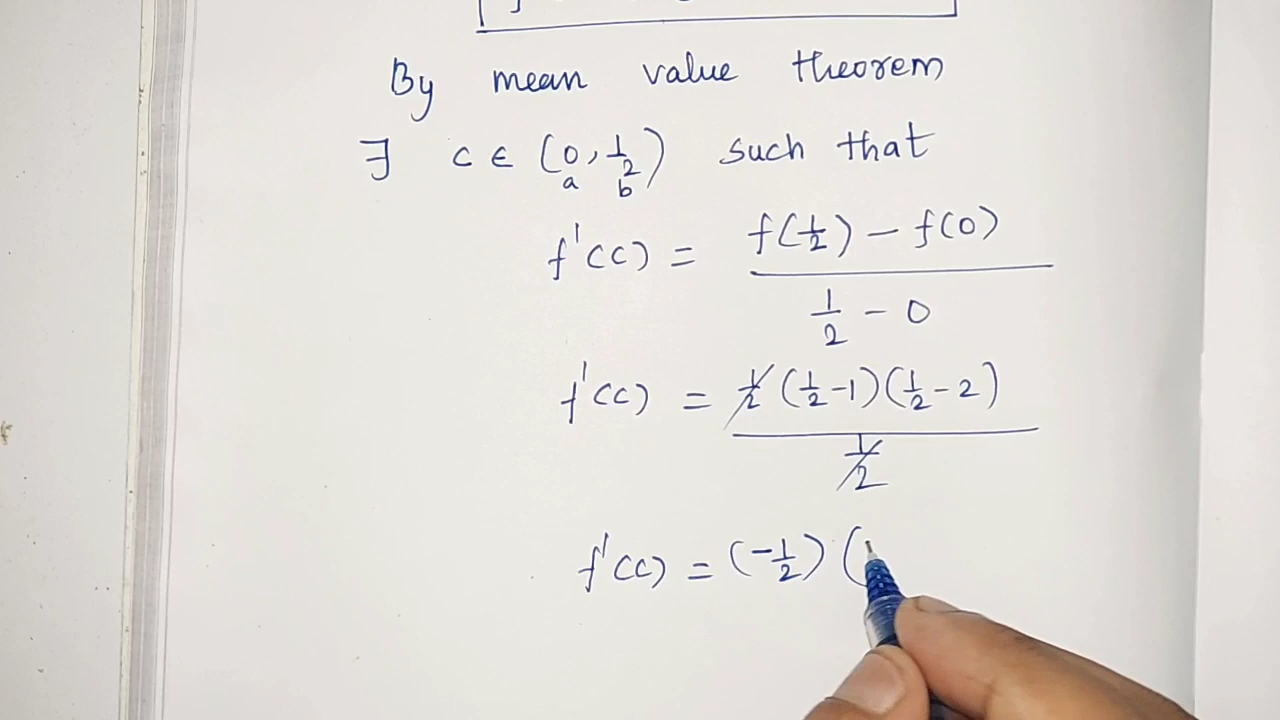 By mean value theorem
∃ c ∈ (0, 1/2) such that
a b
f'(c) = f(1/2) - f(0)
1/2 - 0
f'(c) = 1/2 (1/2 - 1)(1/2 - 2)
1/2
f'(c) = (-1/2) (